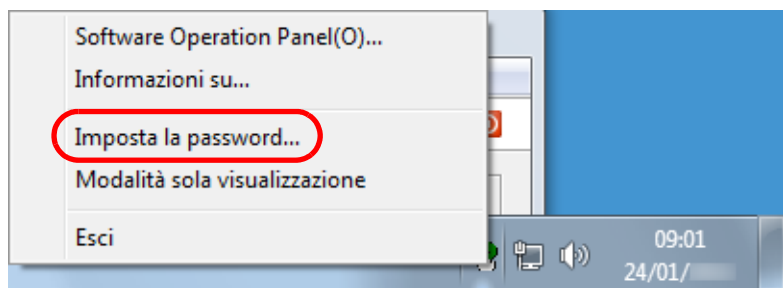 Software Operation Panel(O)...
Informazioni su...
Imposta la password...
Modalità sola visualizzazione
Esci
09:01
24/01/